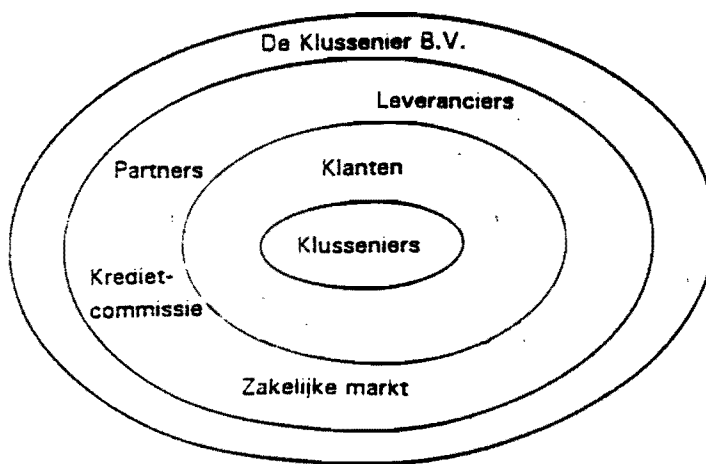 De Klussenier B.V.
Leveranciers
Partners
Klanten
Klusseniers
Krediet-
commissie
Zakelijke markt